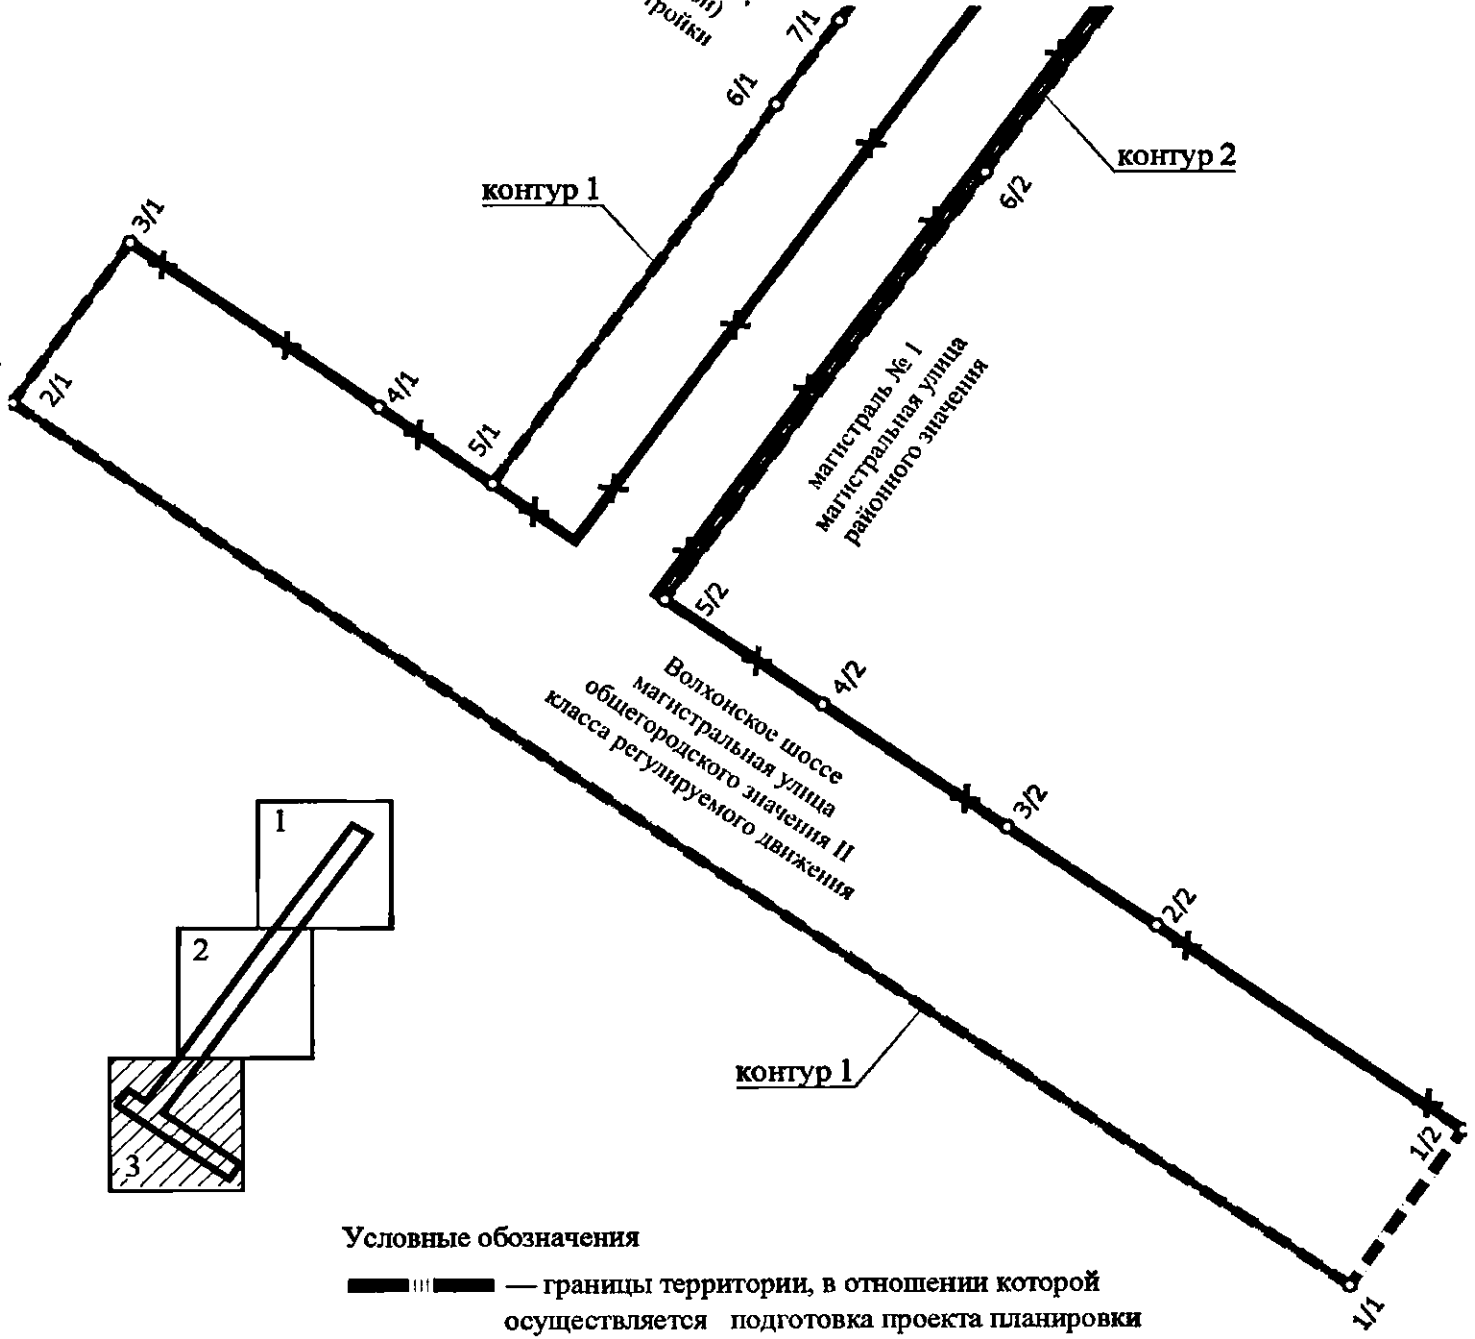 тройки
7/1
6/1
контур 2
контур 1
6/2
3/1
2/1
4/1
5/1
магистраль № 1
магистральная улица
районного значения
5/2
4/2
Волхонское шоссе
магистральная улица
общегородского значения II
класса регулируемого движения
3/2
2/2
1
2
3
контур 1
1/2
1/1
Условные обозначения
— границы территории, в отношении которой
осуществляется подготовка проекта планировки